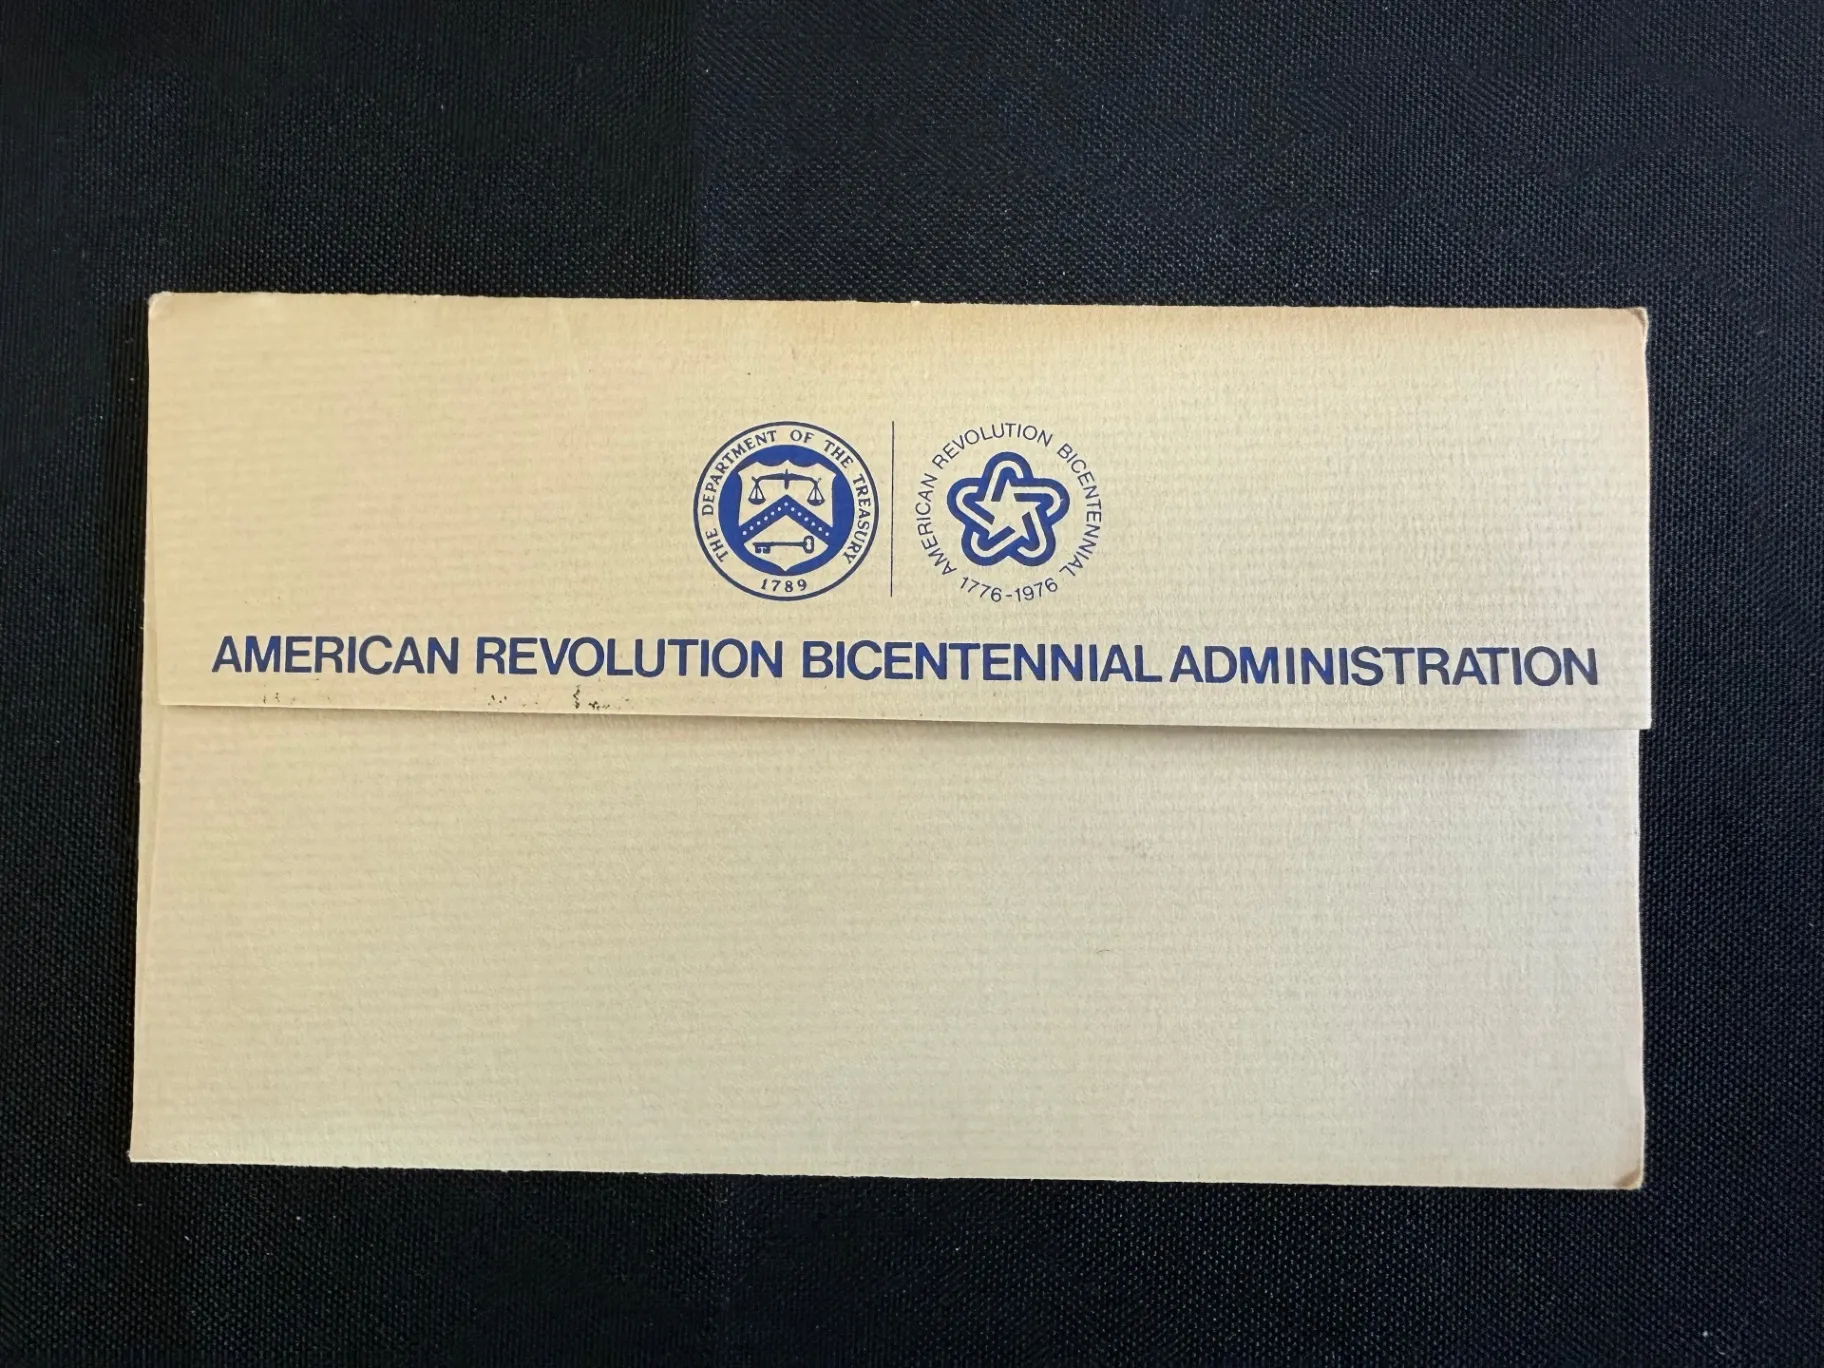 THE DEPARTMENT OF THE TREASURY
1789
AMERICAN REVOLUTION BICENTENNIAL
1776-1976
AMERICAN REVOLUTION BICENTENNIAL ADMINISTRATION